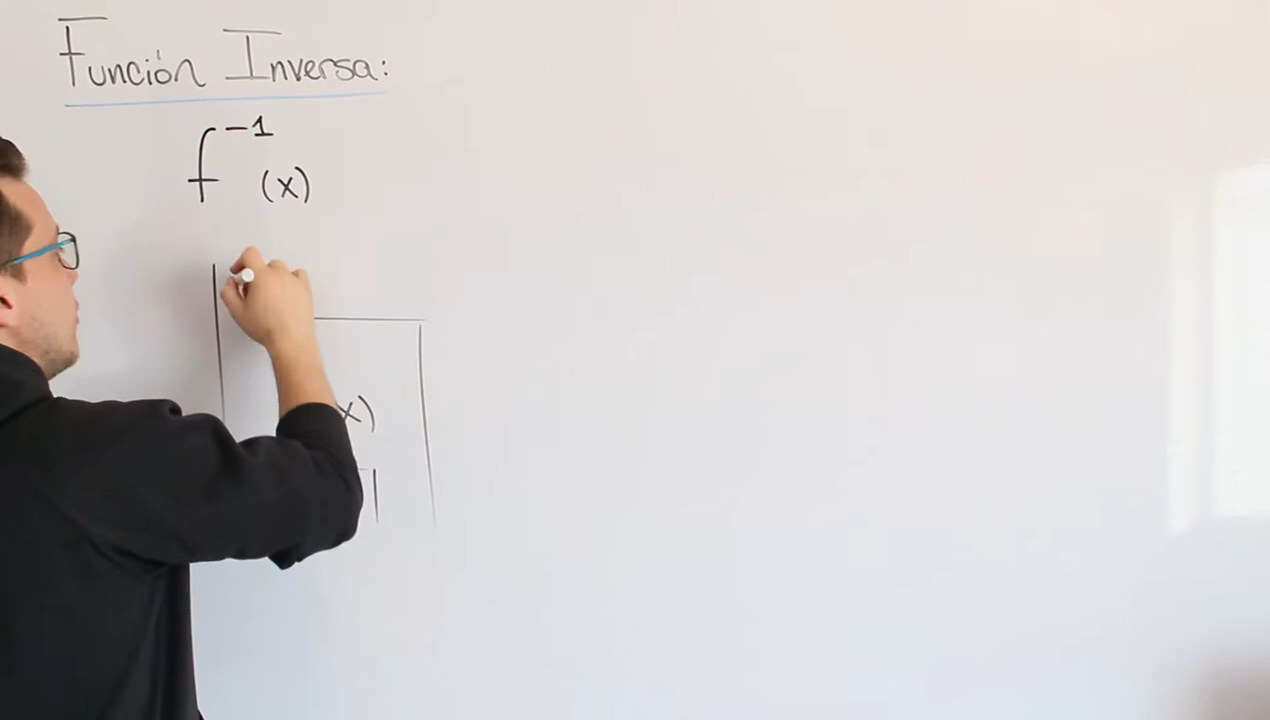 Función Inversa:
f⁻¹(x)
x)